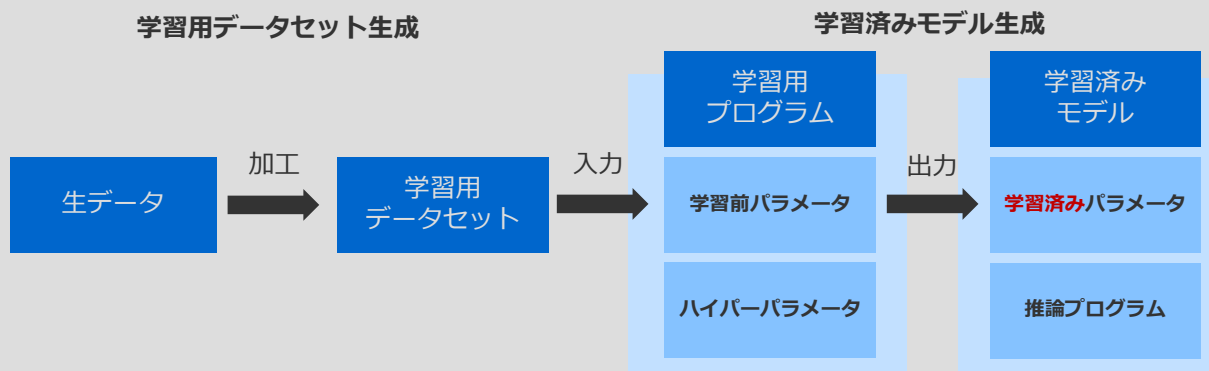 学習用データセット生成
学習済みモデル生成
生データ
加工
学習用
データセット
入力
学習用
プログラム
学習前パラメータ
ハイパーパラメータ
出力
学習済み
モデル
学習済みパラメータ
推論プログラム